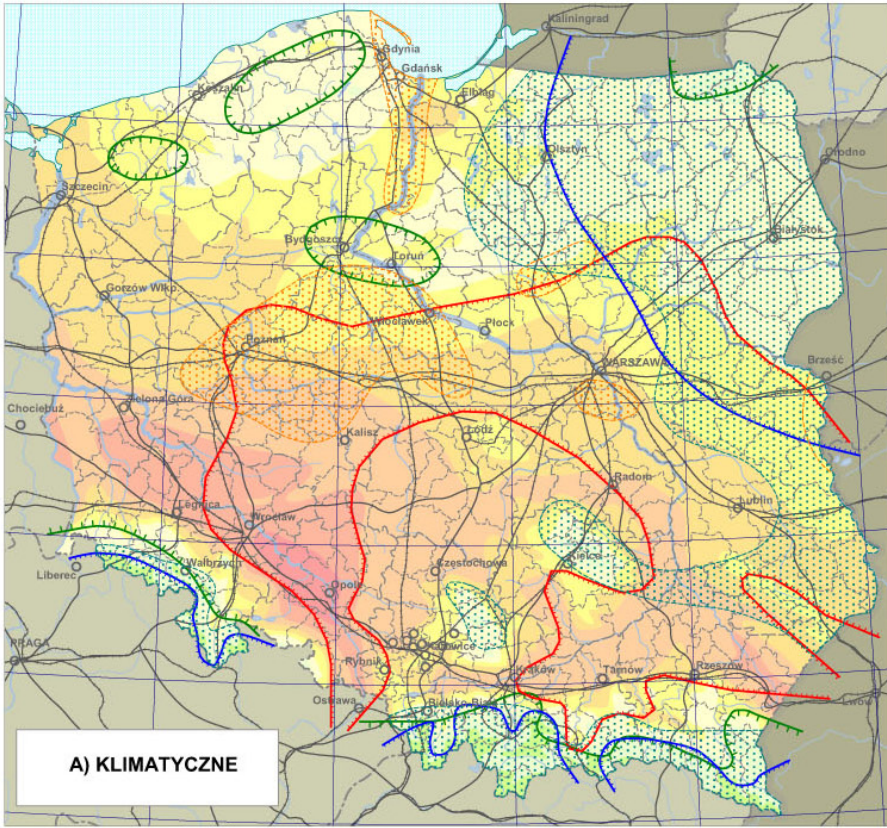 Kaliningrad
Gdynia
Gdańsk
Koszalin
Elbląg
Olsztyn
Grodno
Szczecin
Białystok
Bydgoszcz
Toruń
Gorzów Wlkp.
Włocławek
Płock
Poznań
WARSZAWA
Brześć
Zielona Góra
Chociebuż
Kalisz
Łódź
Radom
Legnica
Lublin
Wrocław
Liberec
Wałbrzych
Kielce
Częstochowa
Opole
PRAGA
Katowice
Rybnik
Kraków
Tarnów
Rzeszów
Ostrawa
Lwów
A) KLIMATYCZNE